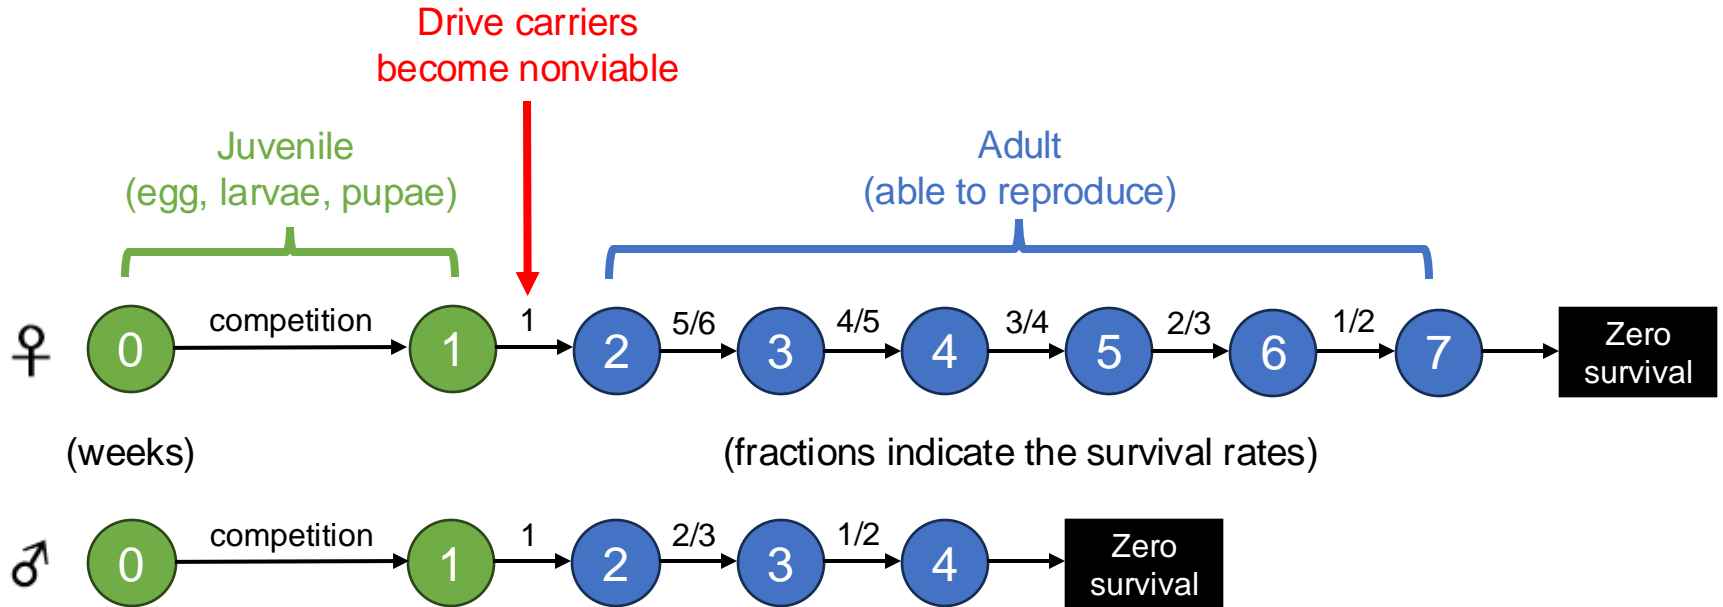 Drive carriers
become nonviable
Juvenile
(egg, larvae, pupae)
Adult
(able to reproduce)
♀ 0 competition 1 1 2 5/6 3 4/5 4 3/4 5 2/3 6 1/2 7 Zero
survival
(weeks) (fractions indicate the survival rates)
♂ 0 competition 1 1 2 2/3 3 1/2 4 Zero
survival